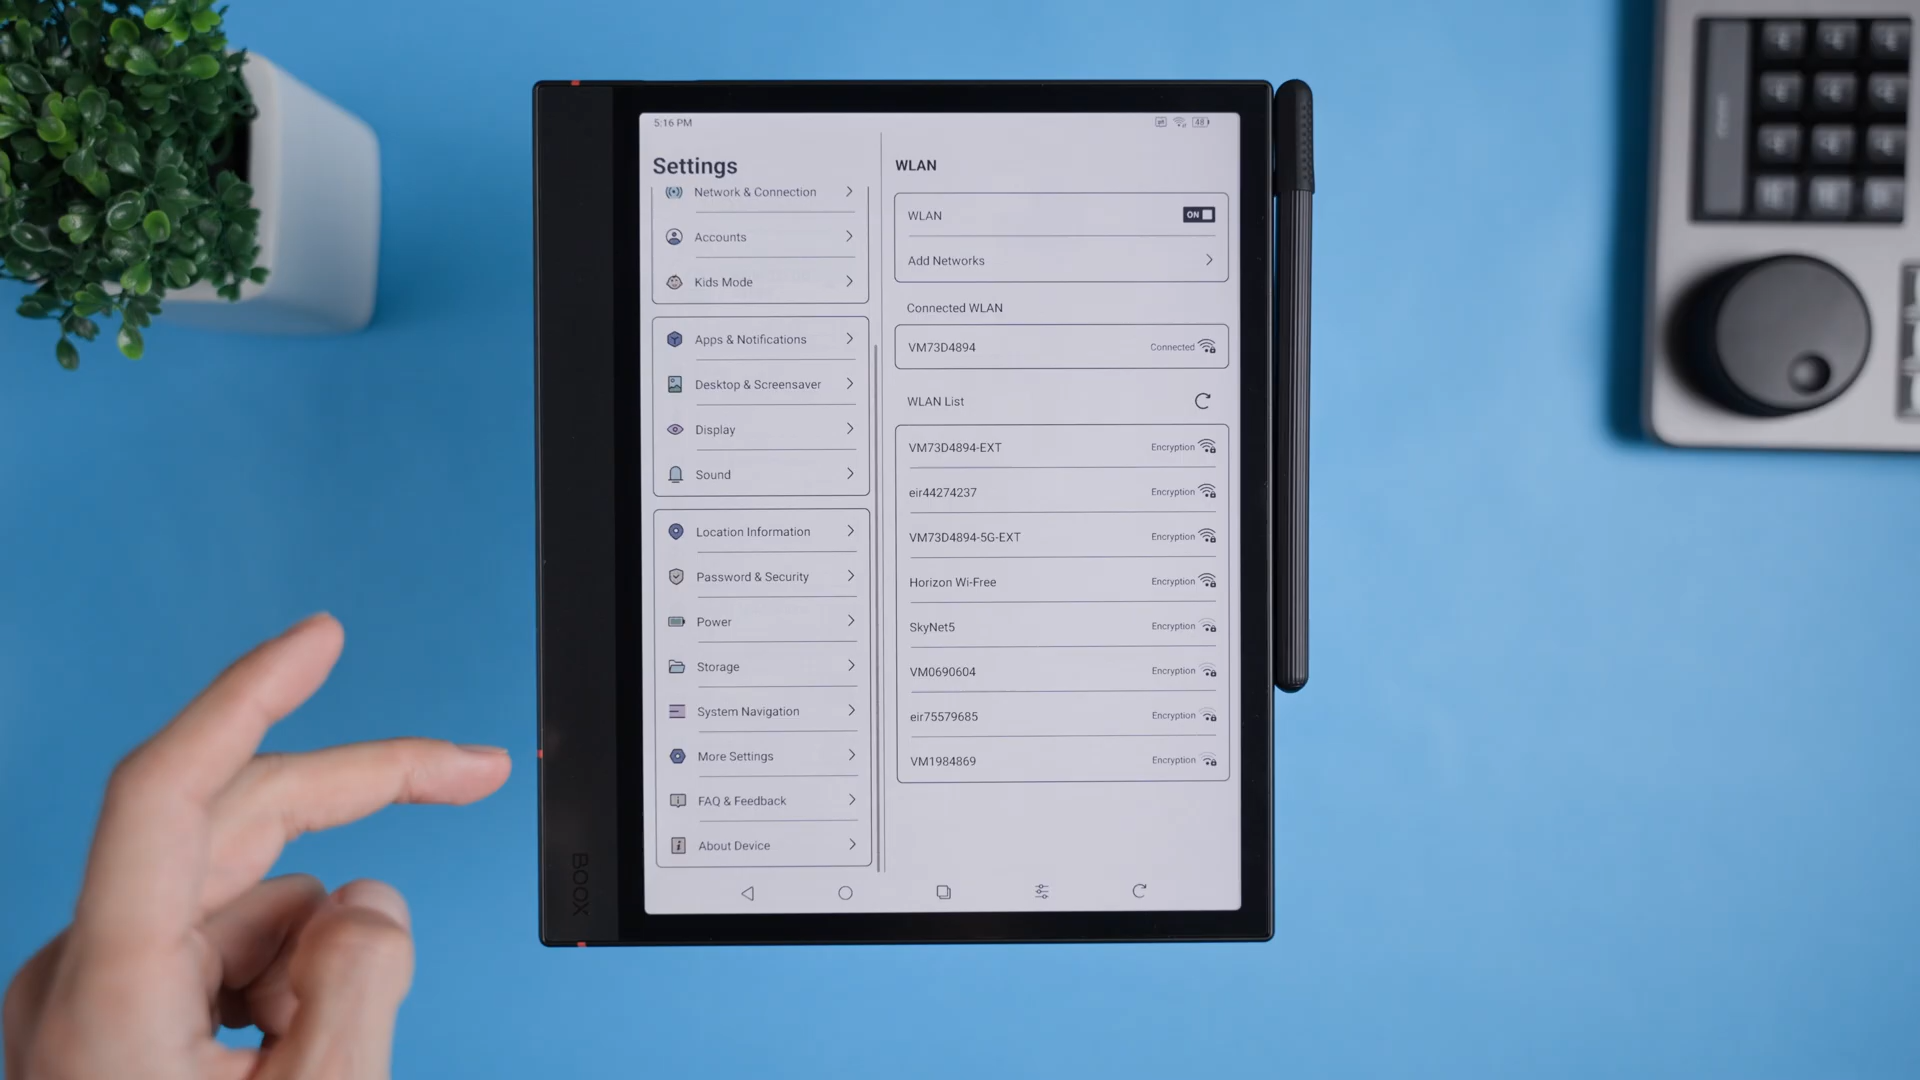 5:16 PM
48
Settings
Network & Connection
Accounts
Kids Mode
Apps & Notifications
Desktop & Screensaver
Display
Sound
Location Information
Password & Security
Power
Storage
System Navigation
More Settings
FAQ & Feedback
About Device
WLAN
WLAN
ON
Add Networks
Connected WLAN
VM73D4894
Connected
WLAN List
VM73D4894-EXT
Encryption
eir44274237
Encryption
VM73D4894-5G-EXT
Encryption
Horizon Wi-Free
Encryption
SkyNet5
Encryption
VM0690604
Encryption
eir75579685
Encryption
VM1984869
Encryption
BOOX